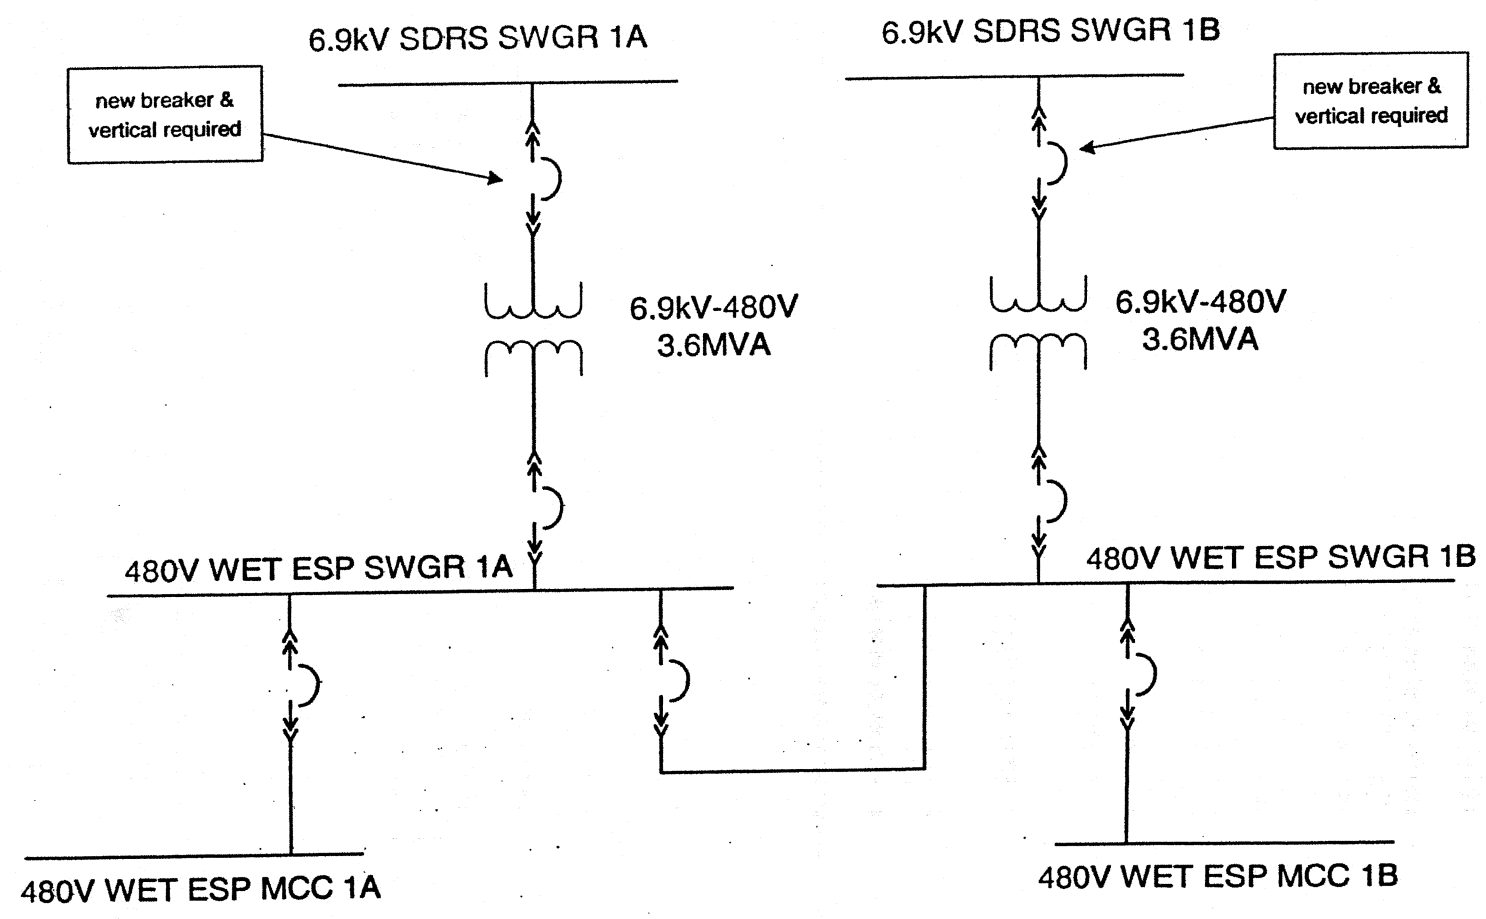 6.9kV SDRS SWGR 1A
6.9kV SDRS SWGR 1B
new breaker &
vertical required
new breaker &
vertical required
6.9kV-480V
3.6MVA
6.9kV-480V
3.6MVA
480V WET ESP SWGR 1A
480V WET ESP SWGR 1B
480V WET ESP MCC 1A
480V WET ESP MCC 1B